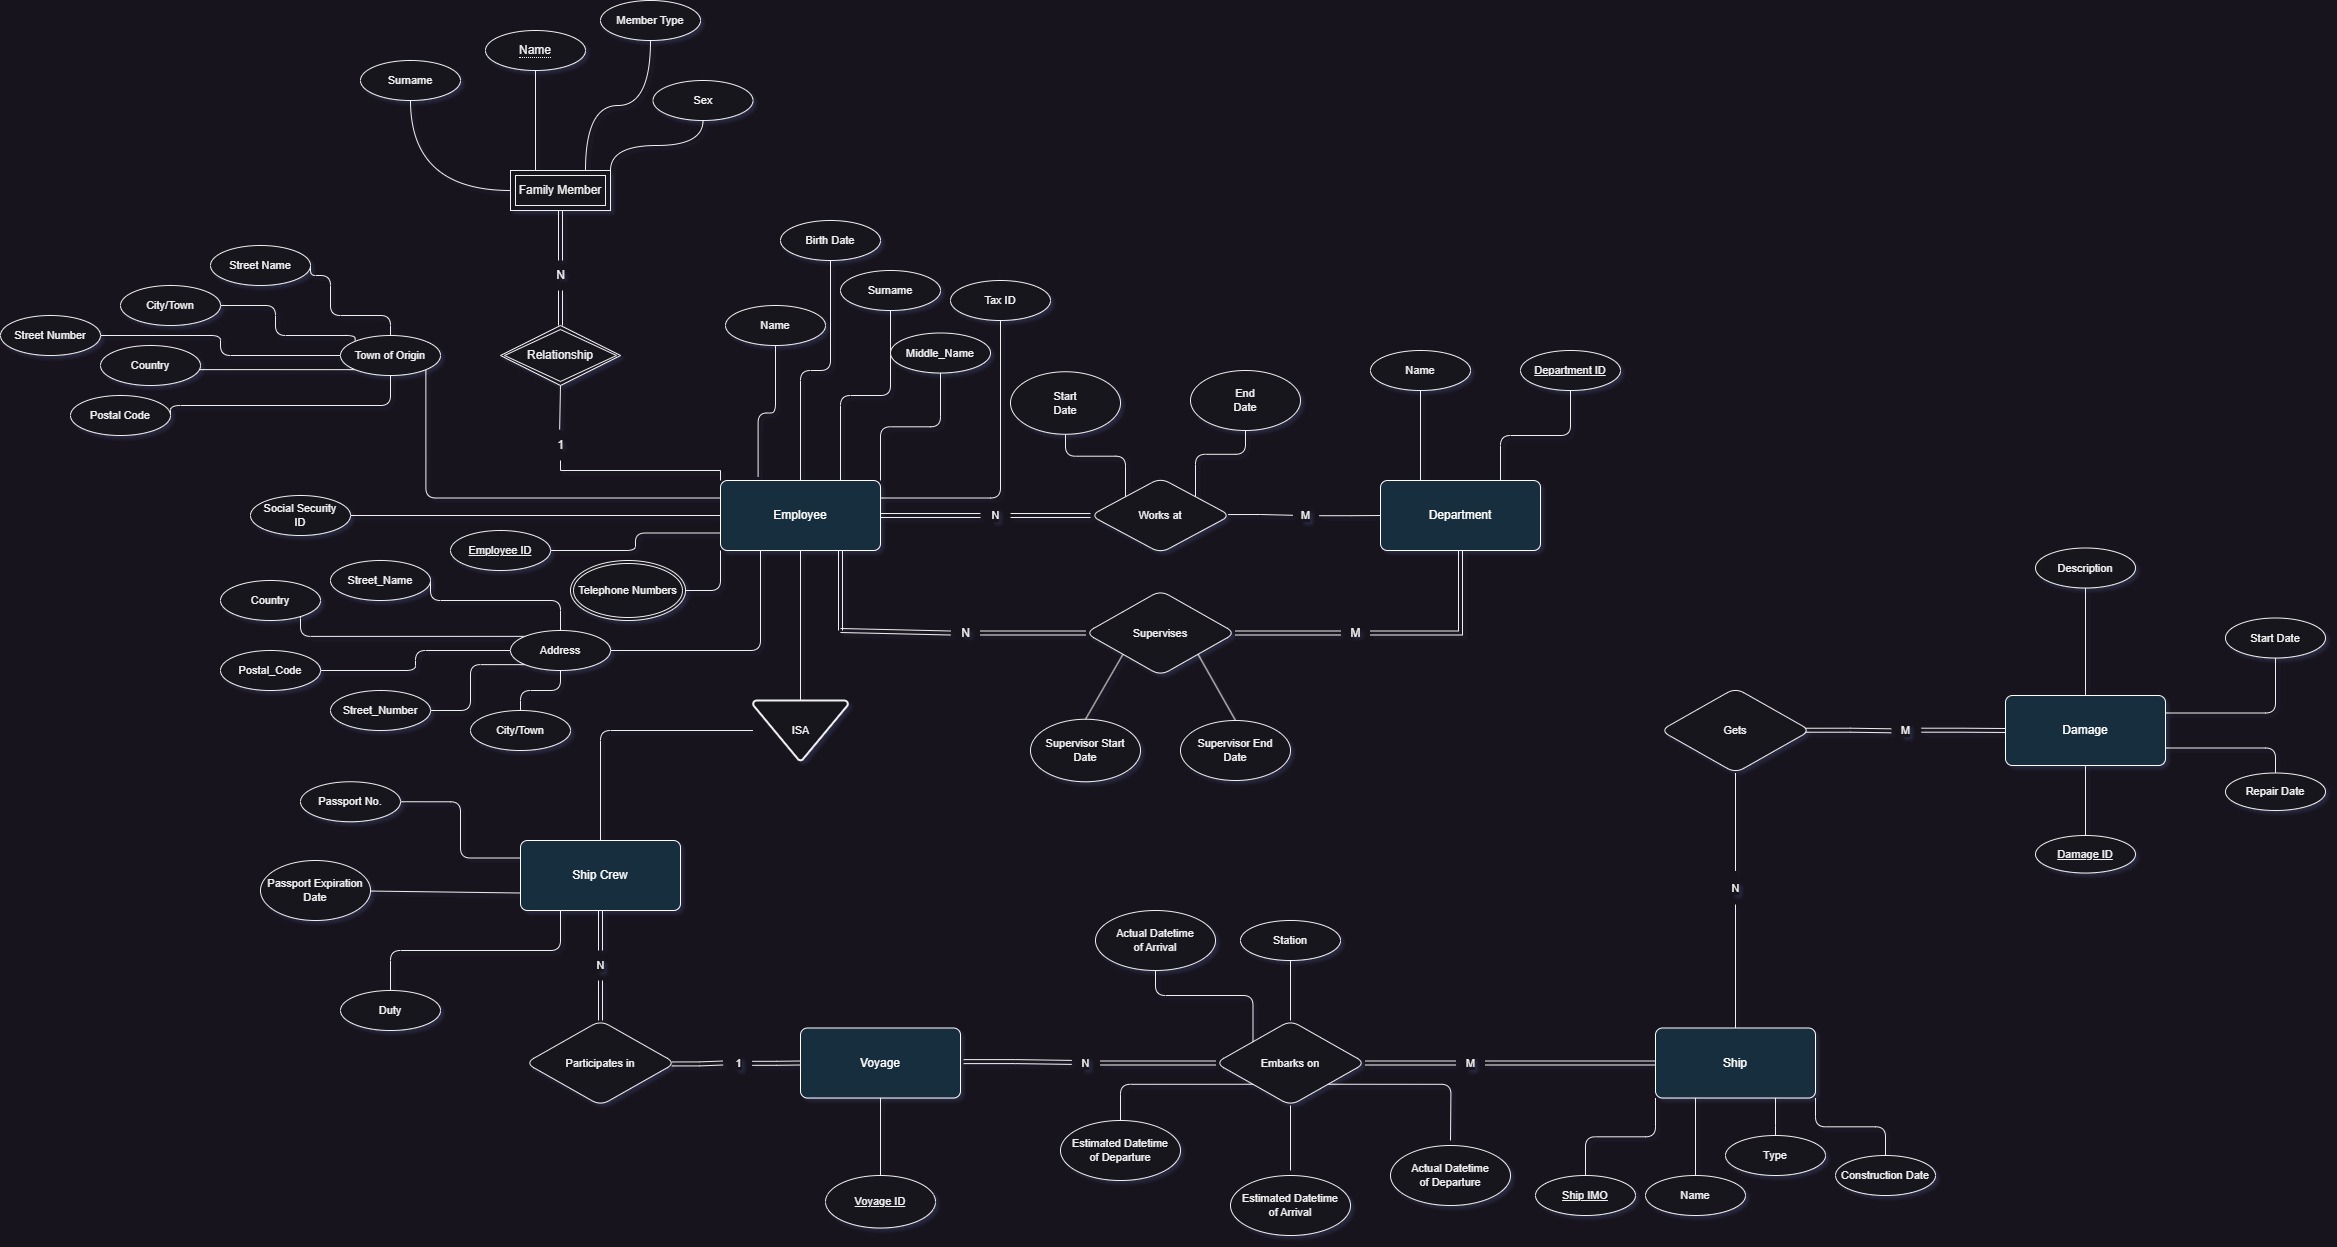 Member Type
Name
Surname
Sex
Family Member
Birth Date
Street Name
N
Surname
Tax ID
City/Town
Name
Street Number
Middle_Name
Town of Origin
Relationship
Country
Name
Department ID
Start
Date
End
Date
Postal Code
1
Social Security
ID
Employee
N
Works at
M
Department
Employee ID
Description
Street_Name
Telephone Numbers
Country
N
Supervises
M
Start Date
Address
Postal_Code
Street_Number
City/Town
ISA
Gets
M
Damage
Supervisor Start
Date
Supervisor End
Date
Passport No.
Repair Date
Damage ID
Ship Crew
Passport Expiration
Date
N
Actual Datetime
of Arrival
Station
N
Duty
Participates in
1
Voyage
N
Embarks on
M
Ship
Estimated Datetime
of Departure
Type
Actual Datetime
of Departure
Construction Date
Voyage ID
Estimated Datetime
of Arrival
Ship IMO
Name